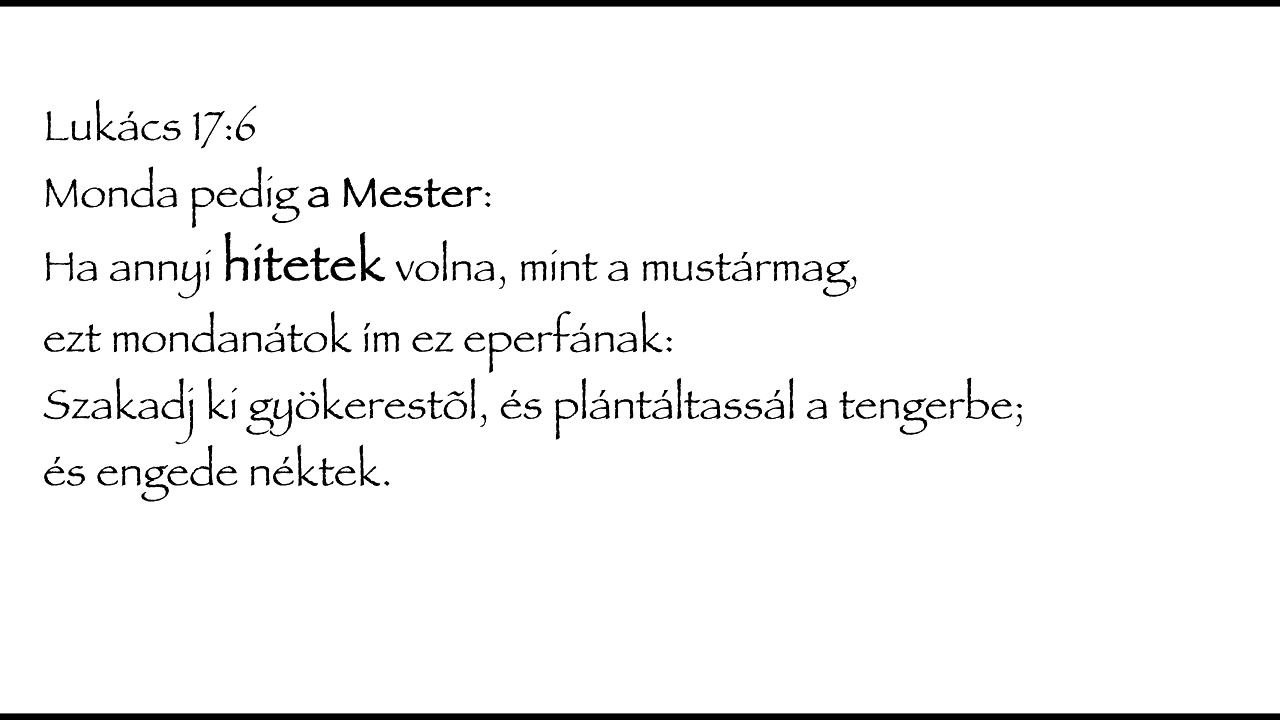 Lukács 17:6
Monda pedig a Mester:
Ha annyi hitetek volna, mint a mustármag,
ezt mondanátok ím ez eperfának:
Szakadj ki gyökerestõl, és plántáltassál a tengerbe;
és engede néktek.